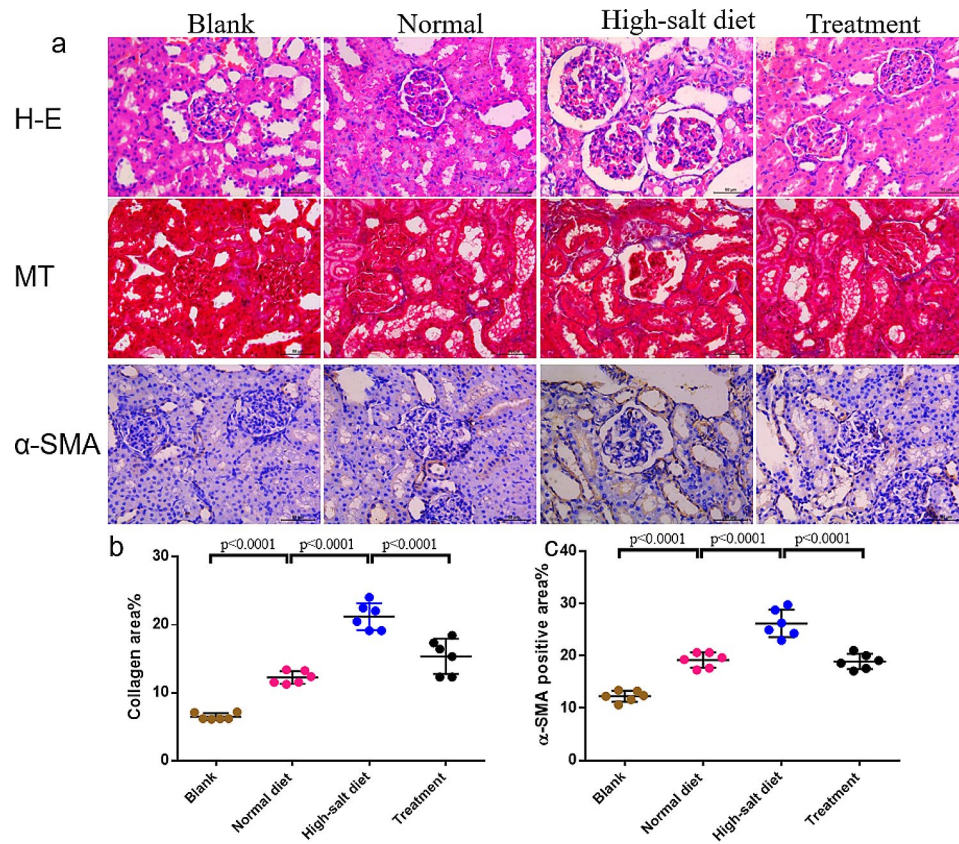 a
Blank Normal High-salt diet Treatment
H-E
MT
α-SMA
b
p<0.0001 p<0.0001 p<0.0001
Collagen area%
30
20
10
0
Blank Normal diet High-salt diet Treatment
c
p<0.0001 p<0.0001 p<0.0001
α-SMA positive area%
40
30
20
10
0
Blank Normal diet High-salt diet Treatment